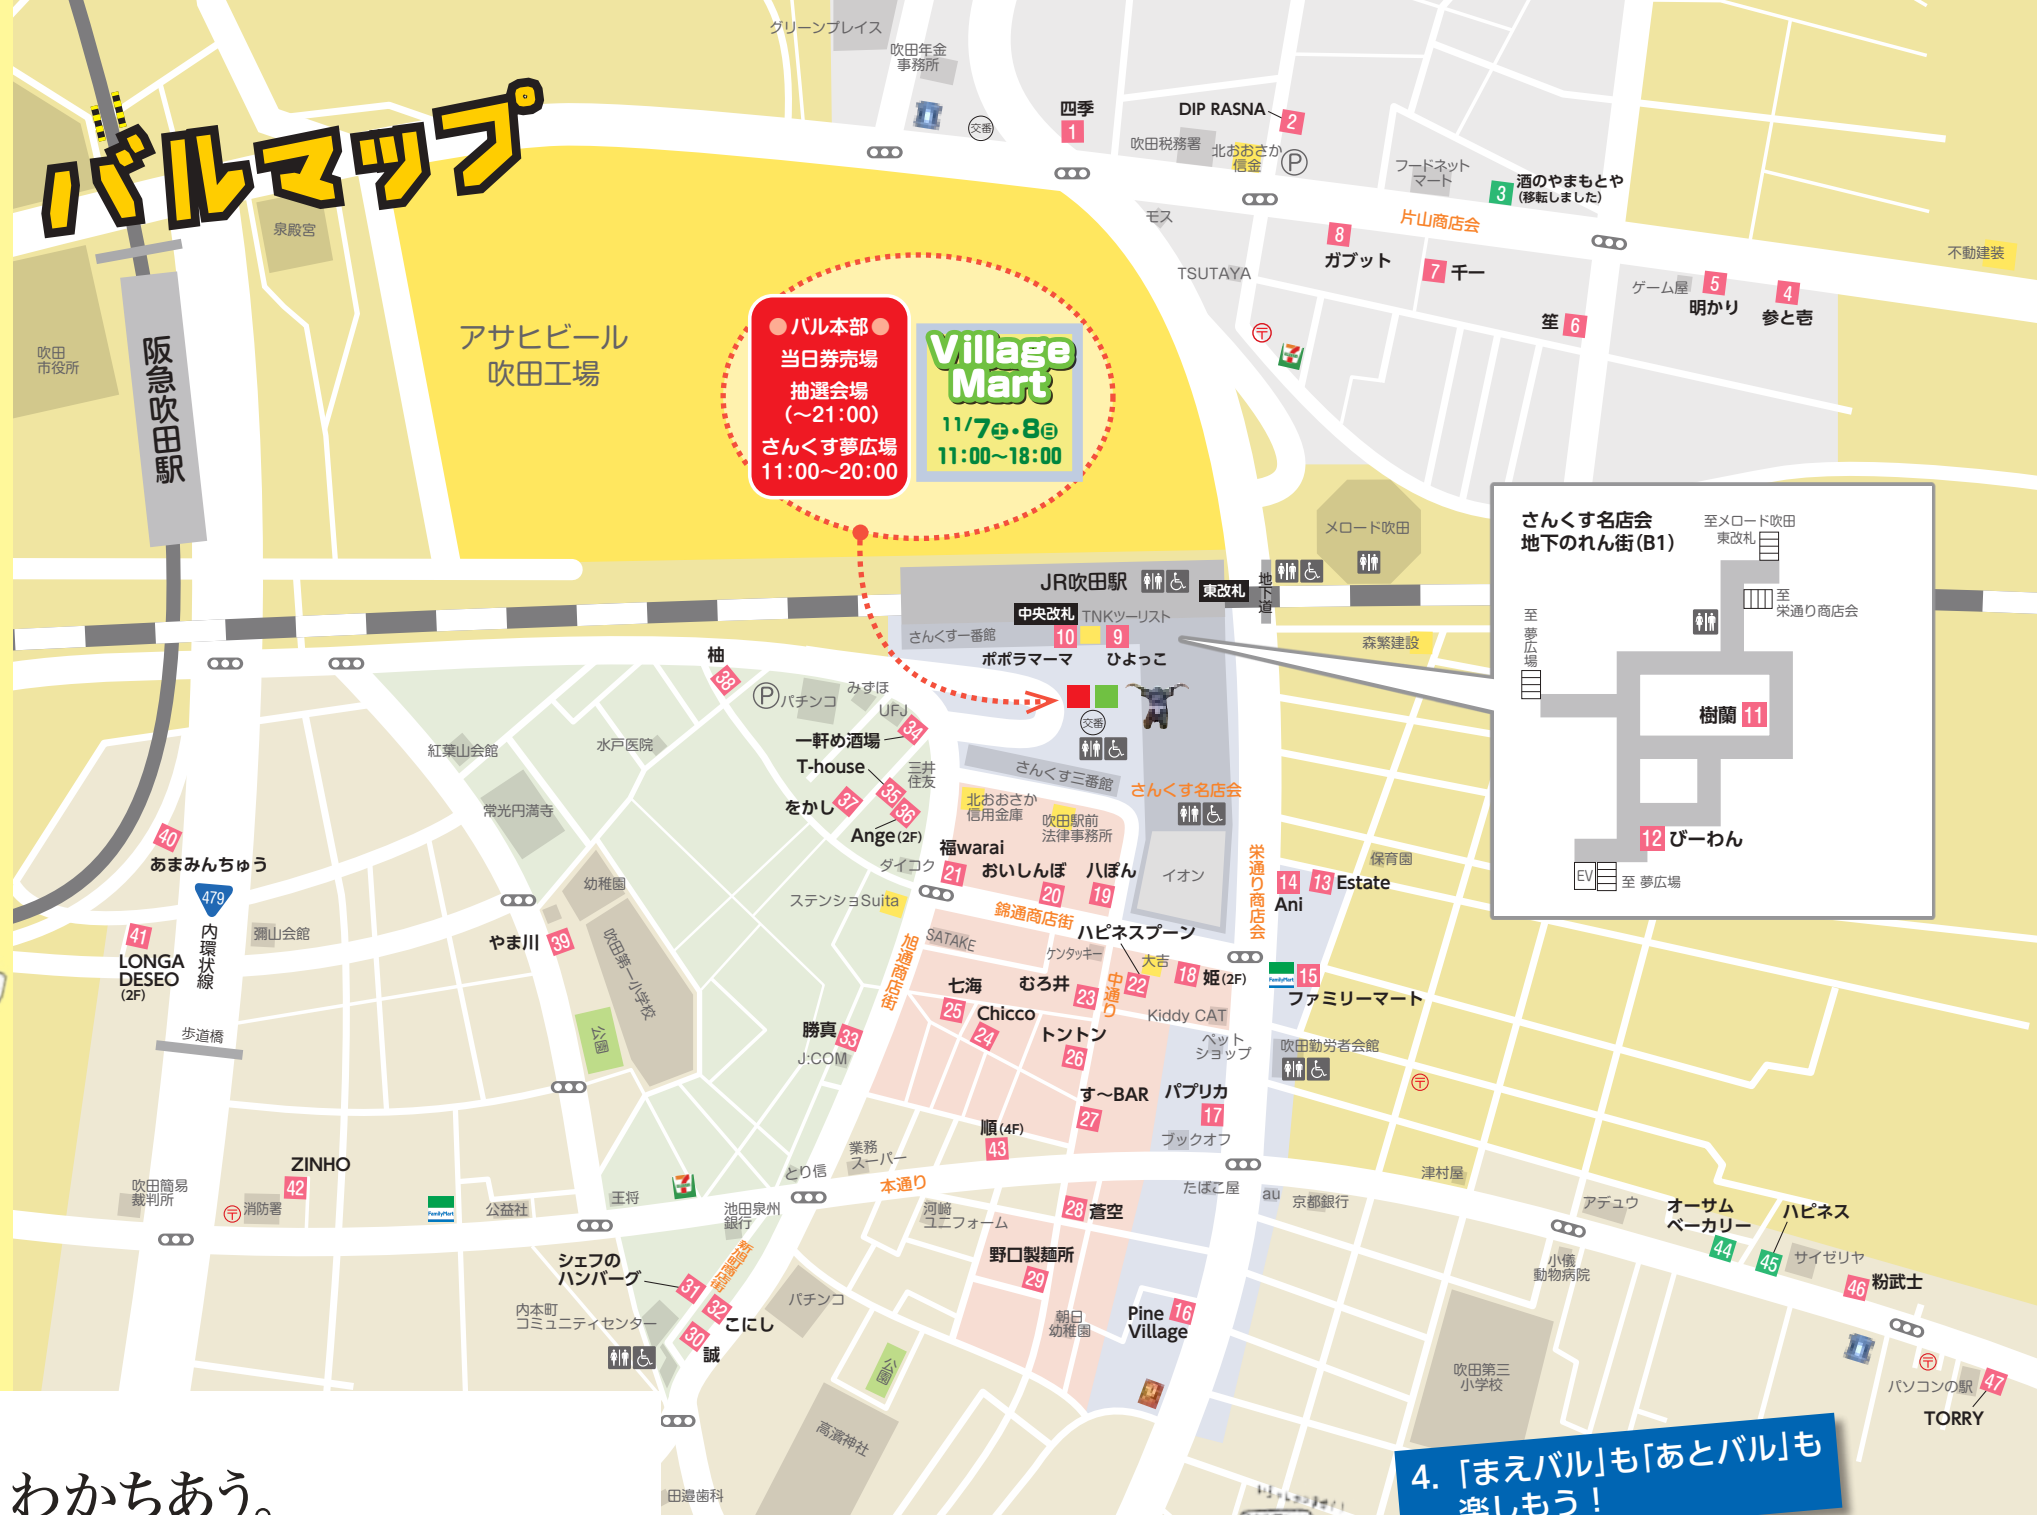 バルマップ
グリーンプレイス
吹田年金
事務所
交番
四季
1
DIP RASNA
2
吹田税務署
北おおさか
信金
P
フードネット
マート
3
酒のやまもとや
(移転しました)
片山商店会
モス
8
ガブット
7
千一
TSUTAYA
笙
6
ゲーム屋
5
明かり
4
参と壱
不動建装
泉殿宮
吹田
市役所
阪急吹田駅
アサヒビール
吹田工場
●バル本部●
当日券売場
抽選会場
(～21:00)
さんくす夢広場
11:00～20:00
Village
Mart
11/7土・8日
11:00～18:00
〒
7
メロード吹田
JR吹田駅
東改札
地下道
中央改札
TNKツーリスト
さんくす一番館
10
9
ポポラマーマ
ひよっこ
森繁建設
さんくす名店会
地下のれん街(B1)
至メロード吹田
東改札
至
栄通り商店会
至 夢広場
樹蘭
11
12
びーわん
EV
至 夢広場
柚
38
P
パチンコ
みずほ
UFJ
34
一軒め酒場
T-house
35
三井
住友
をかし
37
36
Ange(2F)
交番
さんくす三番館
さんくす名店会
北おおさか
信用金庫
吹田駅前
法律事務所
イオン
紅葉山会館
水戸医院
常光円満寺
幼稚園
40
あまみんちゅう
479
内環状線
41
LONGA
DESEO
(2F)
彌山会館
歩道橋
やま川
39
吹田第一小学校
公園
ダイコク
ステンショSuita
福warai
21
おいしんぼ
20
八ぽん
19
錦通商店街
旭通商店街
SATAKE
ケンタッキー
ハピネスプーン
大吉
22
18
姫(2F)
中通り
栄通り商店会
14
Ani
13
Estate
保育園
FamilyMart
15
ファミリーマート
七海
25
むろ井
23
Chicco
24
トントン
26
Kiddy CAT
ペット
ショップ
吹田勤労者会館
〒
勝真
33
J:COM
す～BAR
27
パプリカ
17
ブックオフ
順(4F)
43
業務
スーパー
とり信
本通り
たばこ屋
au
京都銀行
津村屋
アデュウ
オーサム
ベーカリー
44
ハピネス
45
サイゼリヤ
46
粉武士
小儀
動物病院
吹田第三
小学校
〒
パソコンの駅
47
TORRY
ZINHO
42
吹田簡易
裁判所
〒
消防署
FamilyMart
公益社
王将
7
池田泉州
銀行
新旭町商店街
シェフの
ハンバーグ
31
32
こにし
30
誠
内本町
コミュニティセンター
パチンコ
河﨑
ユニフォーム
28
蒼空
野口製麺所
29
朝日
幼稚園
Pine
Village
16
公園
高濱神社
田邉歯科
わかちあう。
4.「まえバル」も「あとバル」も
楽しもう！